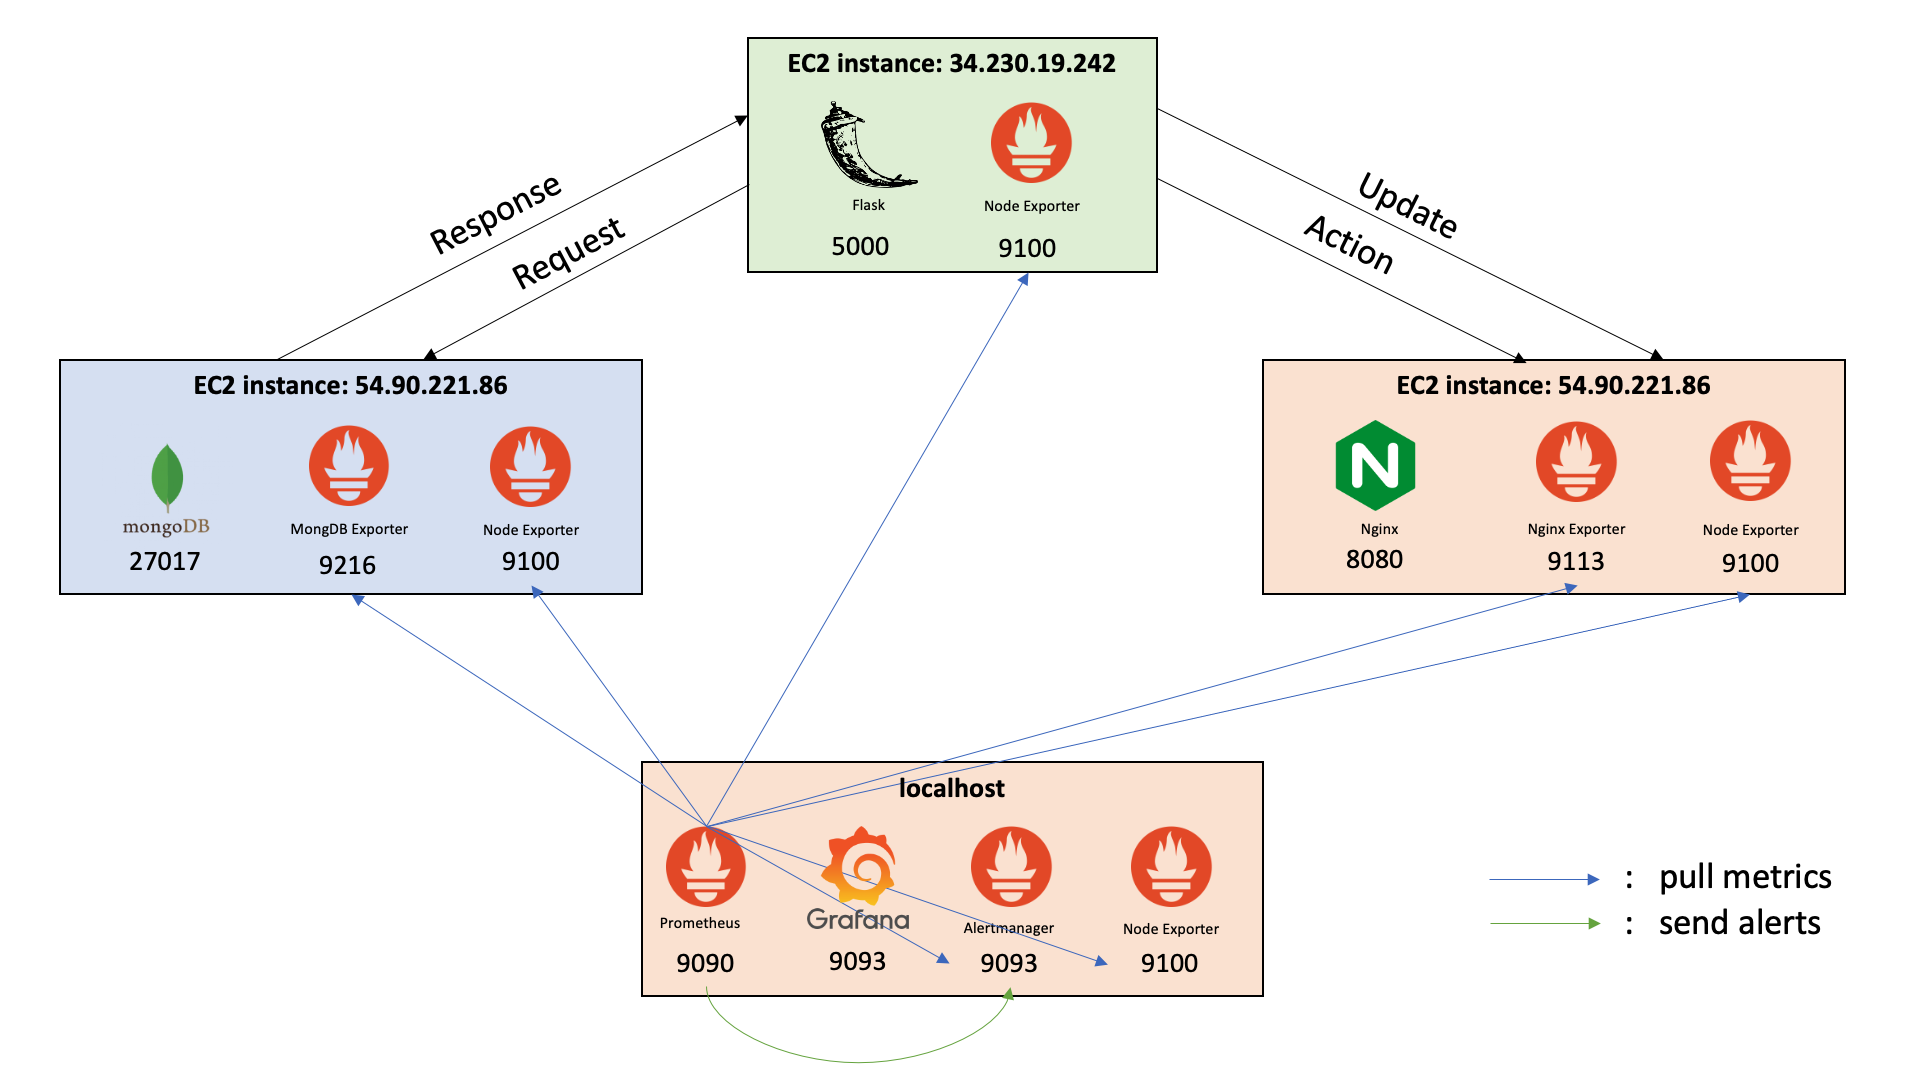 EC2 instance: 34.230.19.242
Flask
Node Exporter
5000
9100
Response
Request
Update
Action
EC2 instance: 54.90.221.86
mongoDB
MongDB Exporter
Node Exporter
27017
9216
9100
EC2 instance: 54.90.221.86
Nginx
Nginx Exporter
Node Exporter
8080
9113
9100
localhost
Prometheus
Grafana
Alertmanager
Node Exporter
9090
9093
9093
9100
: pull metrics
: send alerts